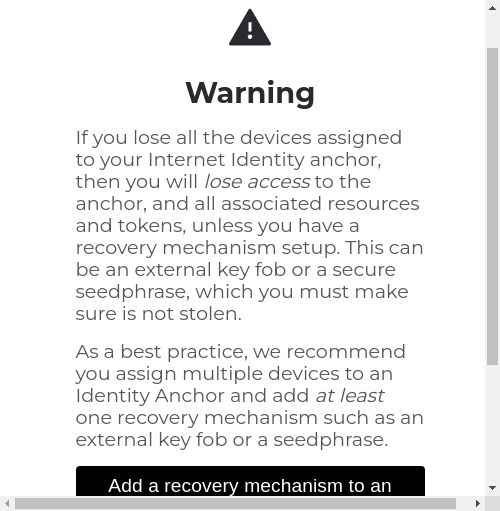 Warning
If you lose all the devices assigned
to your Internet Identity anchor,
then you will lose access to the
anchor, and all associated resources
and tokens, unless you have a
recovery mechanism setup. This can
be an external key fob or a secure
seedphrase, which you must make
sure is not stolen.
As a best practice, we recommend
you assign multiple devices to an
Identity Anchor and add at least
one recovery mechanism such as an
external key fob or a seedphrase.
Add a recovery mechanism to an